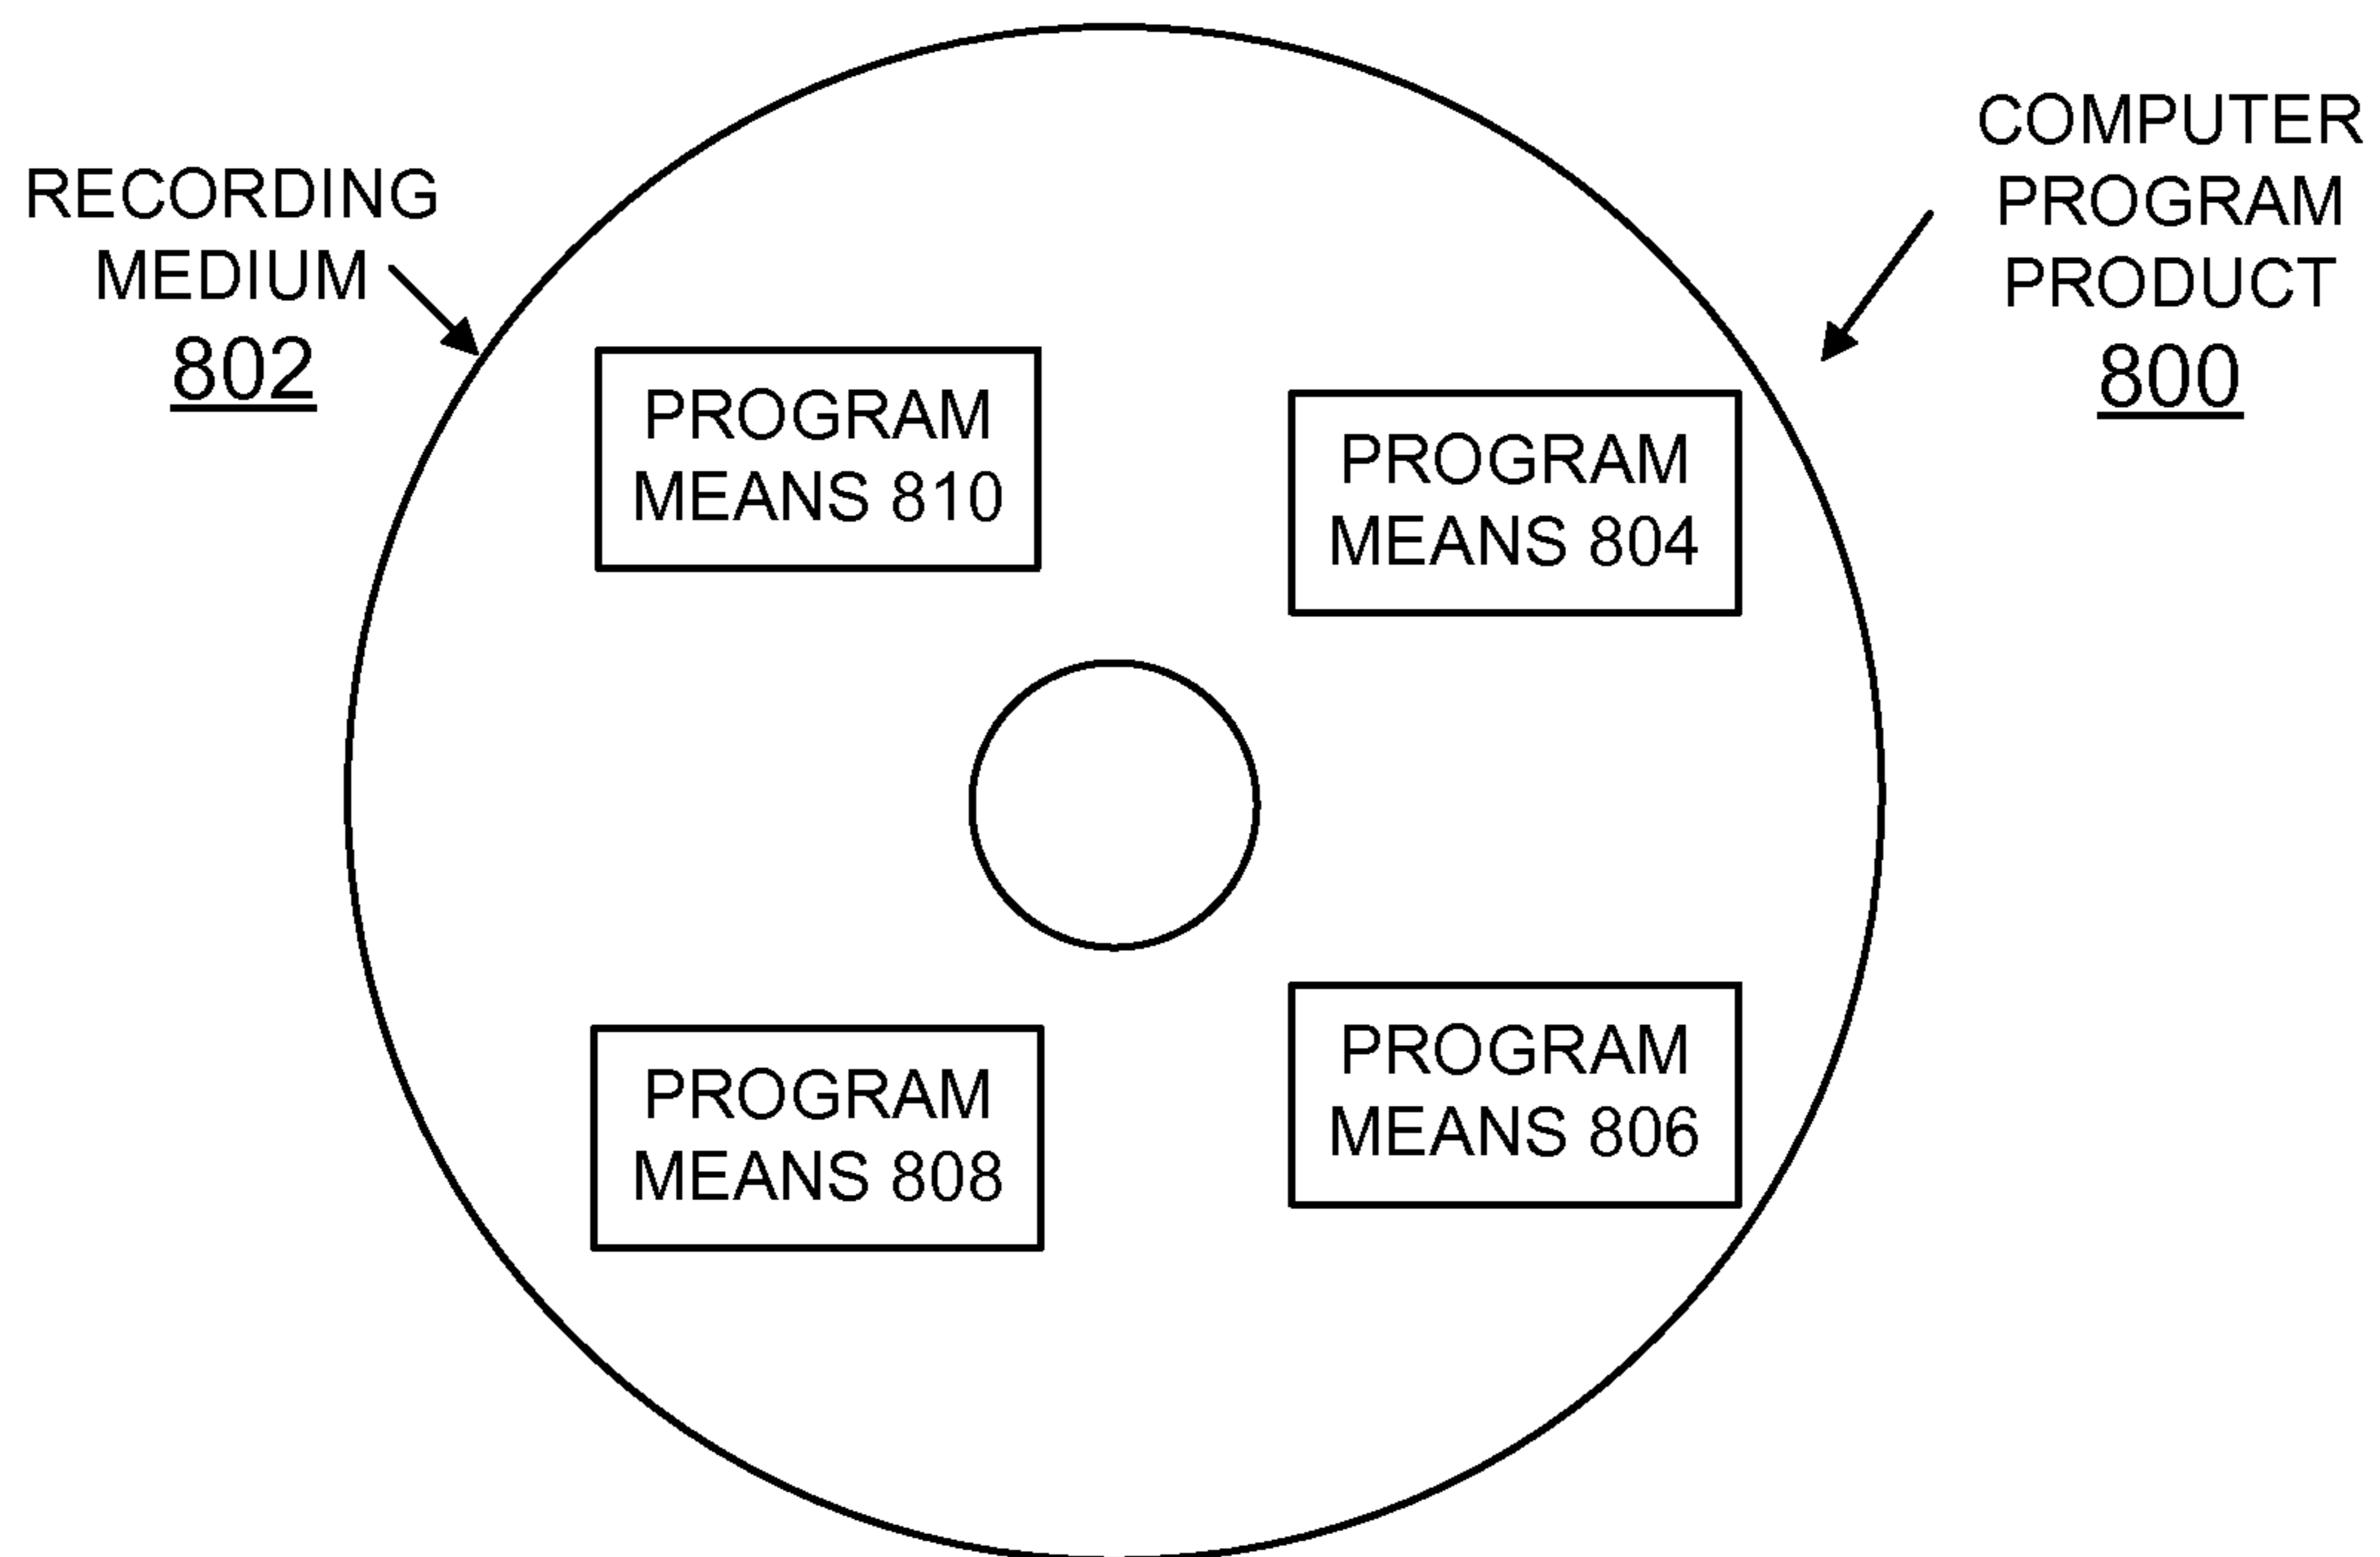 RECORDING
MEDIUM
802
COMPUTER
PROGRAM
PRODUCT
800
PROGRAM
MEANS 810
PROGRAM
MEANS 804
PROGRAM
MEANS 808
PROGRAM
MEANS 806